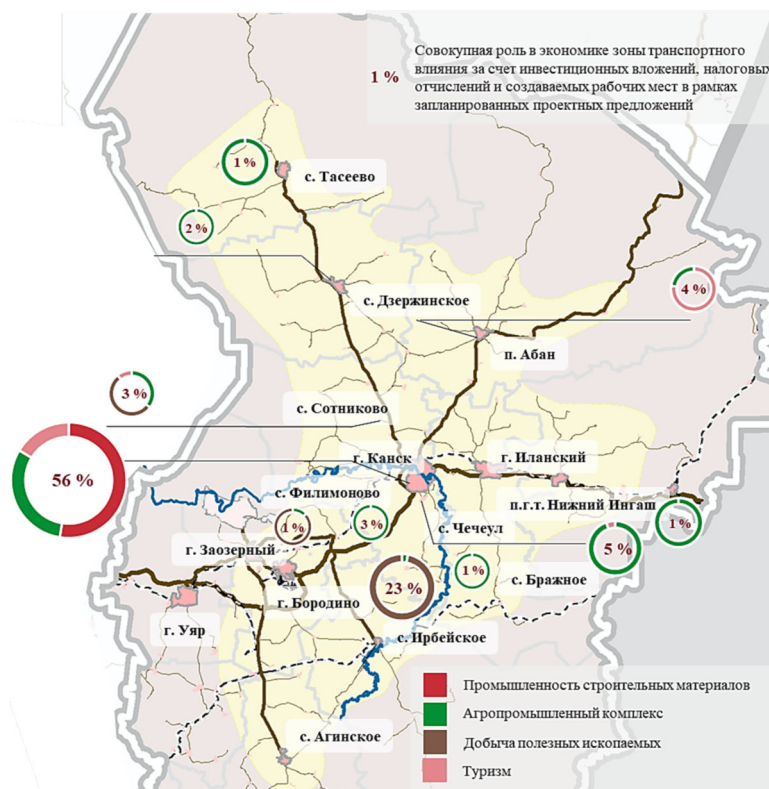 Совокупная роль в экономике зоны транспортного
1 % влияния за счет инвестиционных вложений, налоговых
отчислений и создаваемых рабочих мест в рамках
запланированных проектных предложений
1 %
с. Тасеево
2 %
4 %
с. Дзержинское
п. Абан
3 %
с. Сотниково
г. Канск
г. Иланский
56 %
с. Филимоново
п.г.т. Нижний Ингаш
1 %
3 %
с. Чечеул
1 %
г. Заозерный
5 %
1 %
23 %
с. Бражное
г. Бородино
г. Уяр
с. Ирбейское
Промышленность строительных материалов
Агропромышленный комплекс
с. Агинское
Добыча полезных ископаемых
Туризм